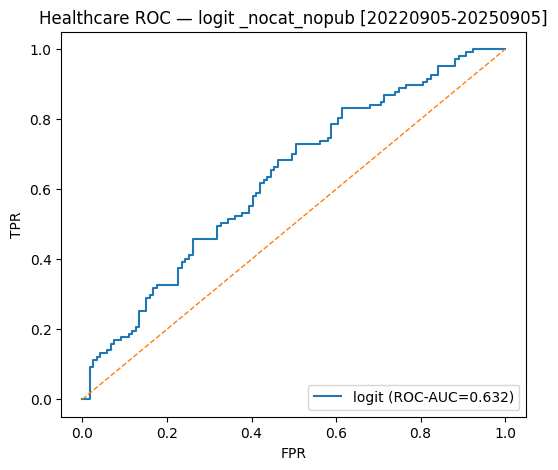 Healthcare ROC — logit _nocat_nopub [20220905-20250905]
TPR
1.0
0.8
0.6
0.4
0.2
0.0
logit (ROC-AUC=0.632)
0.0 0.2 0.4 0.6 0.8 1.0
FPR